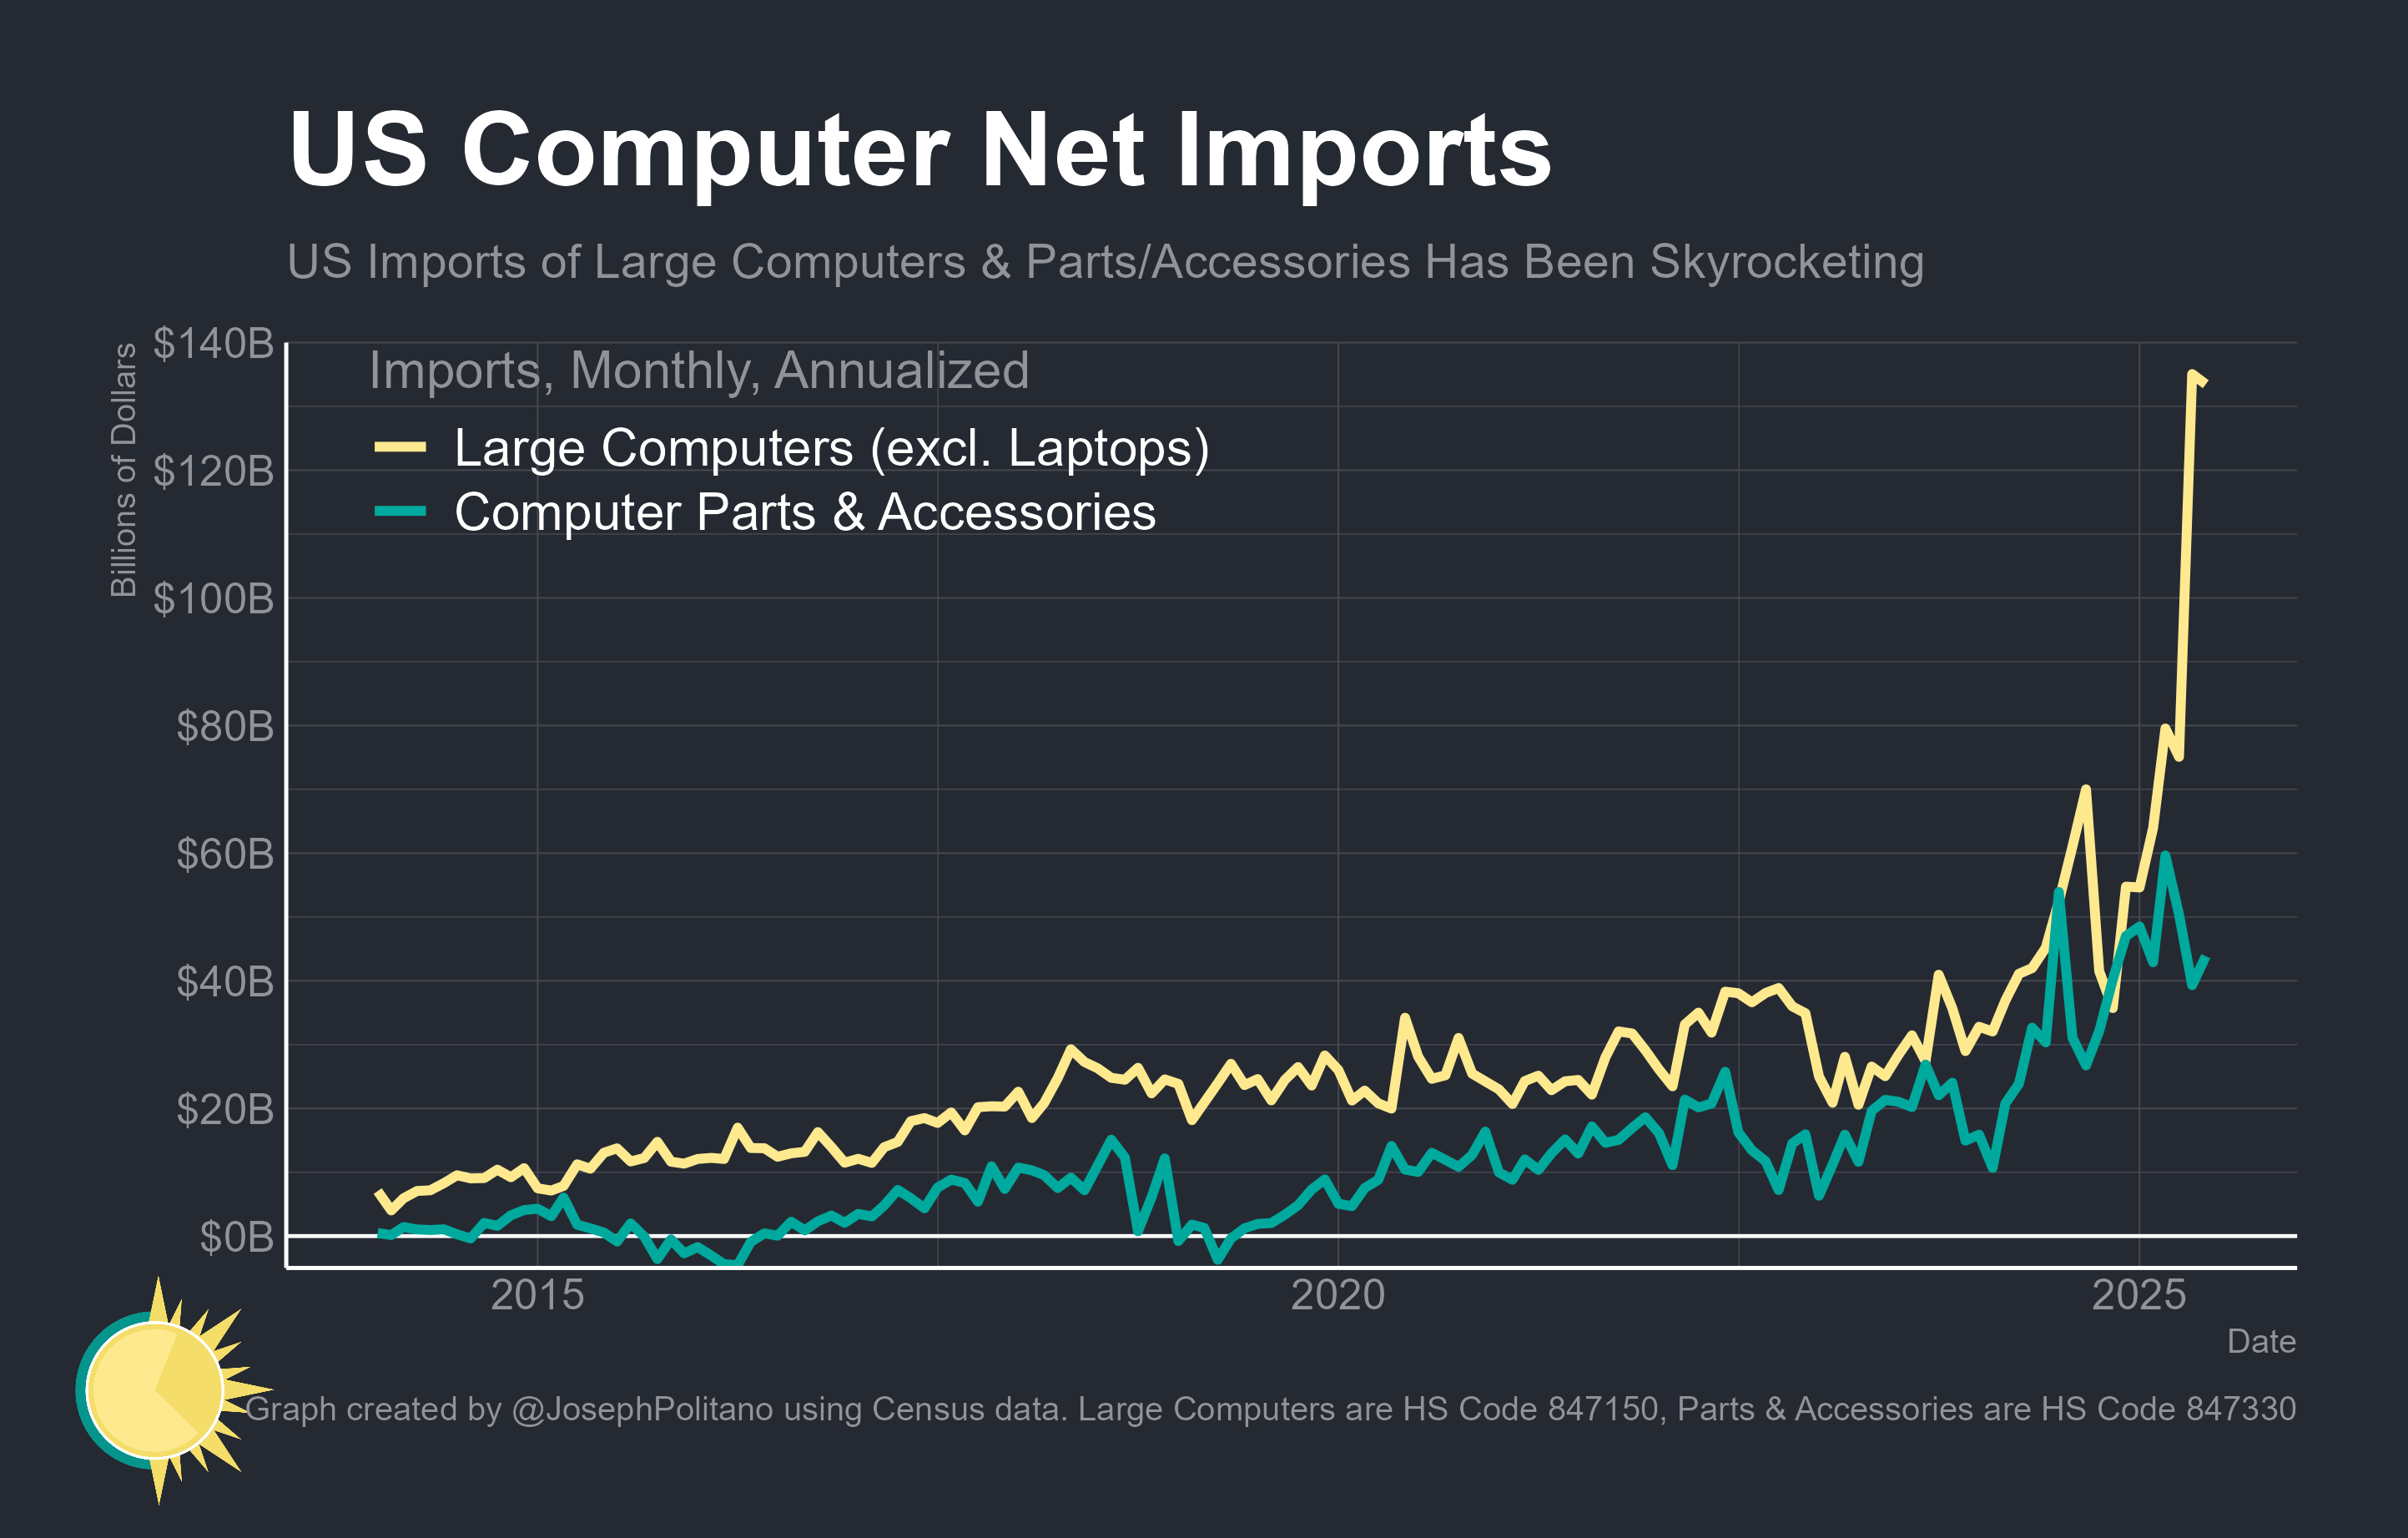 US Computer Net Imports
US Imports of Large Computers & Parts/Accessories Has Been Skyrocketing
Billions of Dollars
$140B
$120B
$100B
$80B
$60B
$40B
$20B
$0B
Imports, Monthly, Annualized
Large Computers (excl. Laptops)
Computer Parts & Accessories
2015 2020 2025
Date
Graph created by @JosephPolitano using Census data. Large Computers are HS Code 847150, Parts & Accessories are HS Code 847330